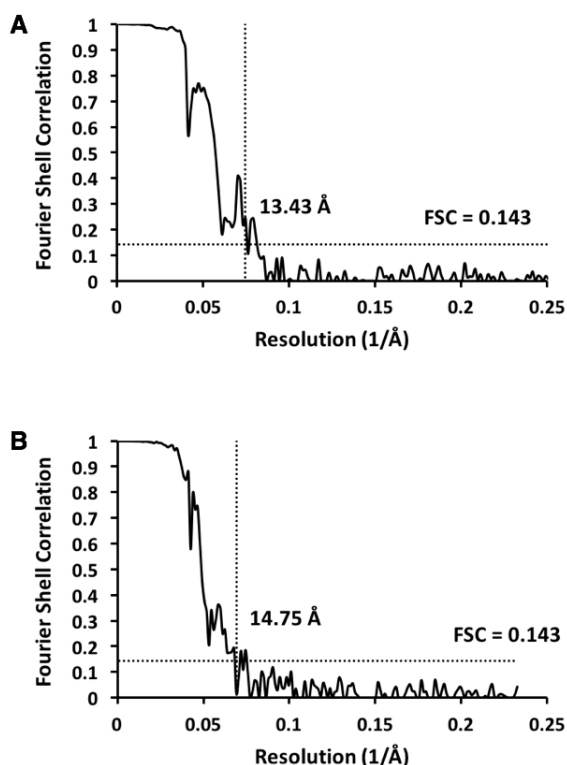 A
Fourier Shell Correlation
1
0.9
0.8
0.7
0.6
0.5
0.4
0.3
0.2
0.1
0
13.43 Å
FSC = 0.143
0 0.05 0.1 0.15 0.2 0.25
Resolution (1/Å)
B
Fourier Shell Correlation
1
0.9
0.8
0.7
0.6
0.5
0.4
0.3
0.2
0.1
0
14.75 Å
FSC = 0.143
0 0.05 0.1 0.15 0.2 0.25
Resolution (1/Å)